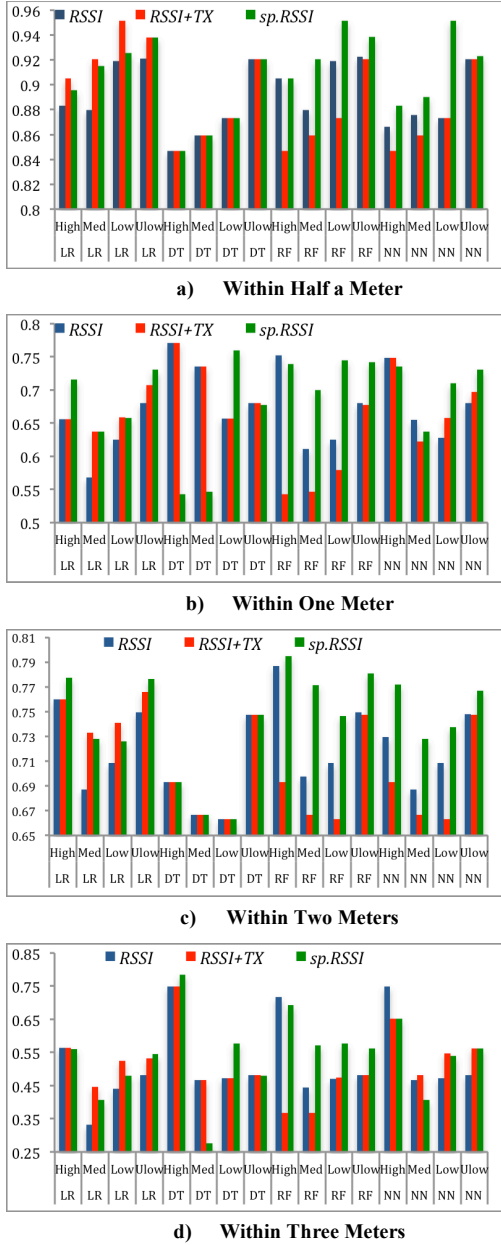 RSSI RSSI+TX sp.RSSI
0.96
0.94
0.92
0.9
0.88
0.86
0.84
0.82
0.8
High Med Low Ulow High Med Low Ulow High Med Low Ulow High Med Low Ulow
LR LR LR LR DT DT DT DT RF RF RF RF NN NN NN NN
a) Within Half a Meter
RSSI RSSI+TX sp.RSSI
0.8
0.75
0.7
0.65
0.6
0.55
0.5
High Med Low Ulow High Med Low Ulow High Med Low Ulow High Med Low Ulow
LR LR LR LR DT DT DT DT RF RF RF RF NN NN NN NN
b) Within One Meter
RSSI RSSI+TX sp.RSSI
0.81
0.79
0.77
0.75
0.73
0.71
0.69
0.67
0.65
High Med Low Ulow High Med Low Ulow High Med Low Ulow High Med Low Ulow
LR LR LR LR DT DT DT DT RF RF RF RF NN NN NN NN
c) Within Two Meters
RSSI RSSI+TX sp.RSSI
0.85
0.75
0.65
0.55
0.45
0.35
0.25
High Med Low Ulow High Med Low Ulow High Med Low Ulow High Med Low Ulow
LR LR LR LR DT DT DT DT RF RF RF RF NN NN NN NN
d) Within Three Meters